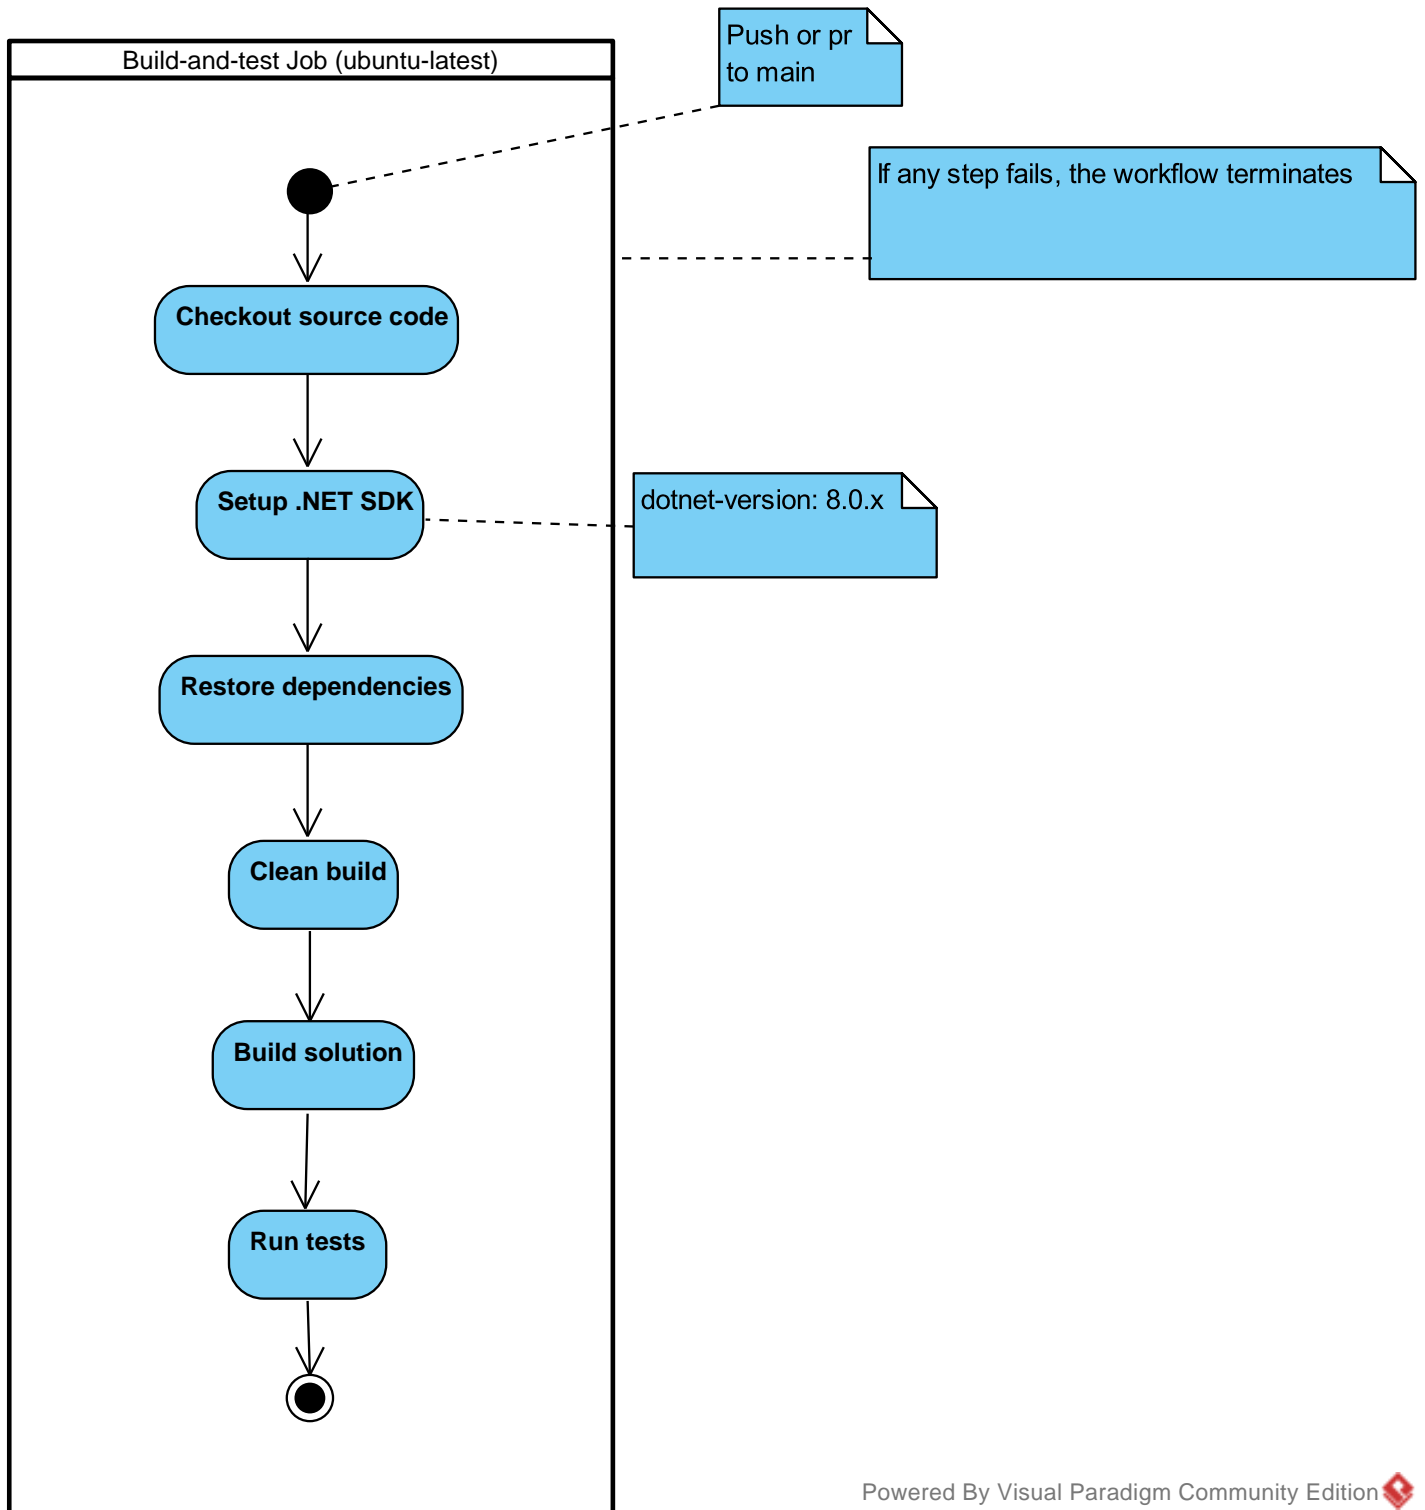 Push or pr
to main
Build-and-test Job (ubuntu-latest)
If any step fails, the workflow terminates
Checkout source code
Setup .NET SDK
dotnet-version: 8.0.x
Restore dependencies
Clean build
Build solution
Run tests
Powered By Visual Paradigm Community Edition